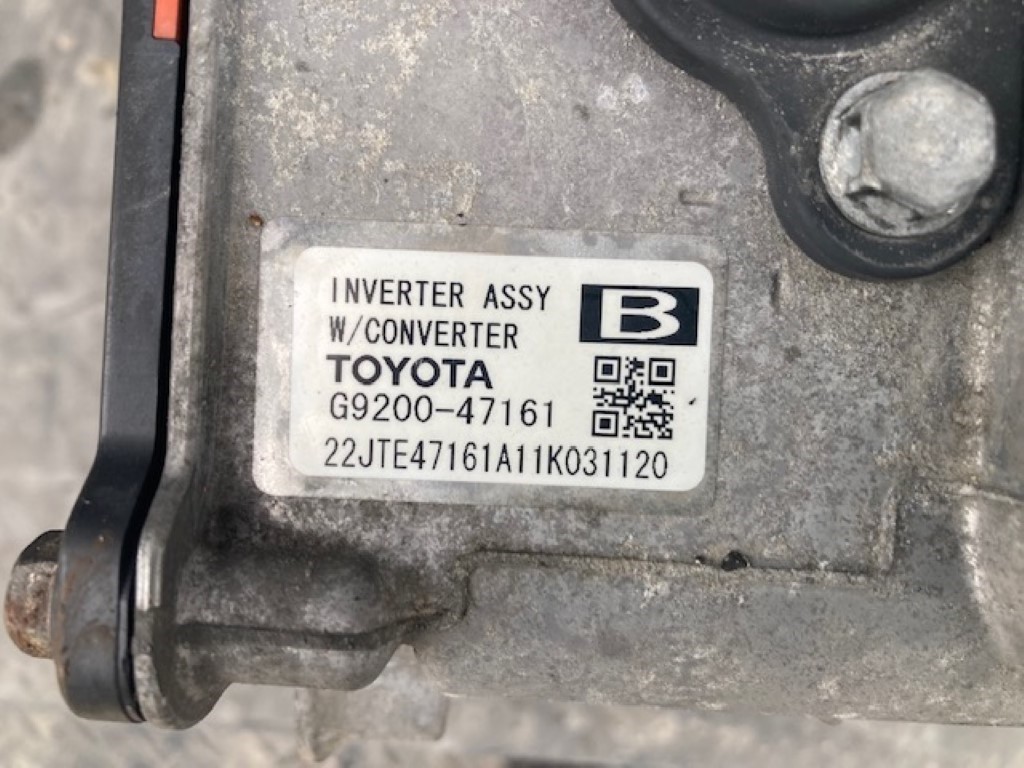 INVERTER ASSY
W/CONVERTER
B
TOYOTA
G9200-47161
22JTE47161A11K031120